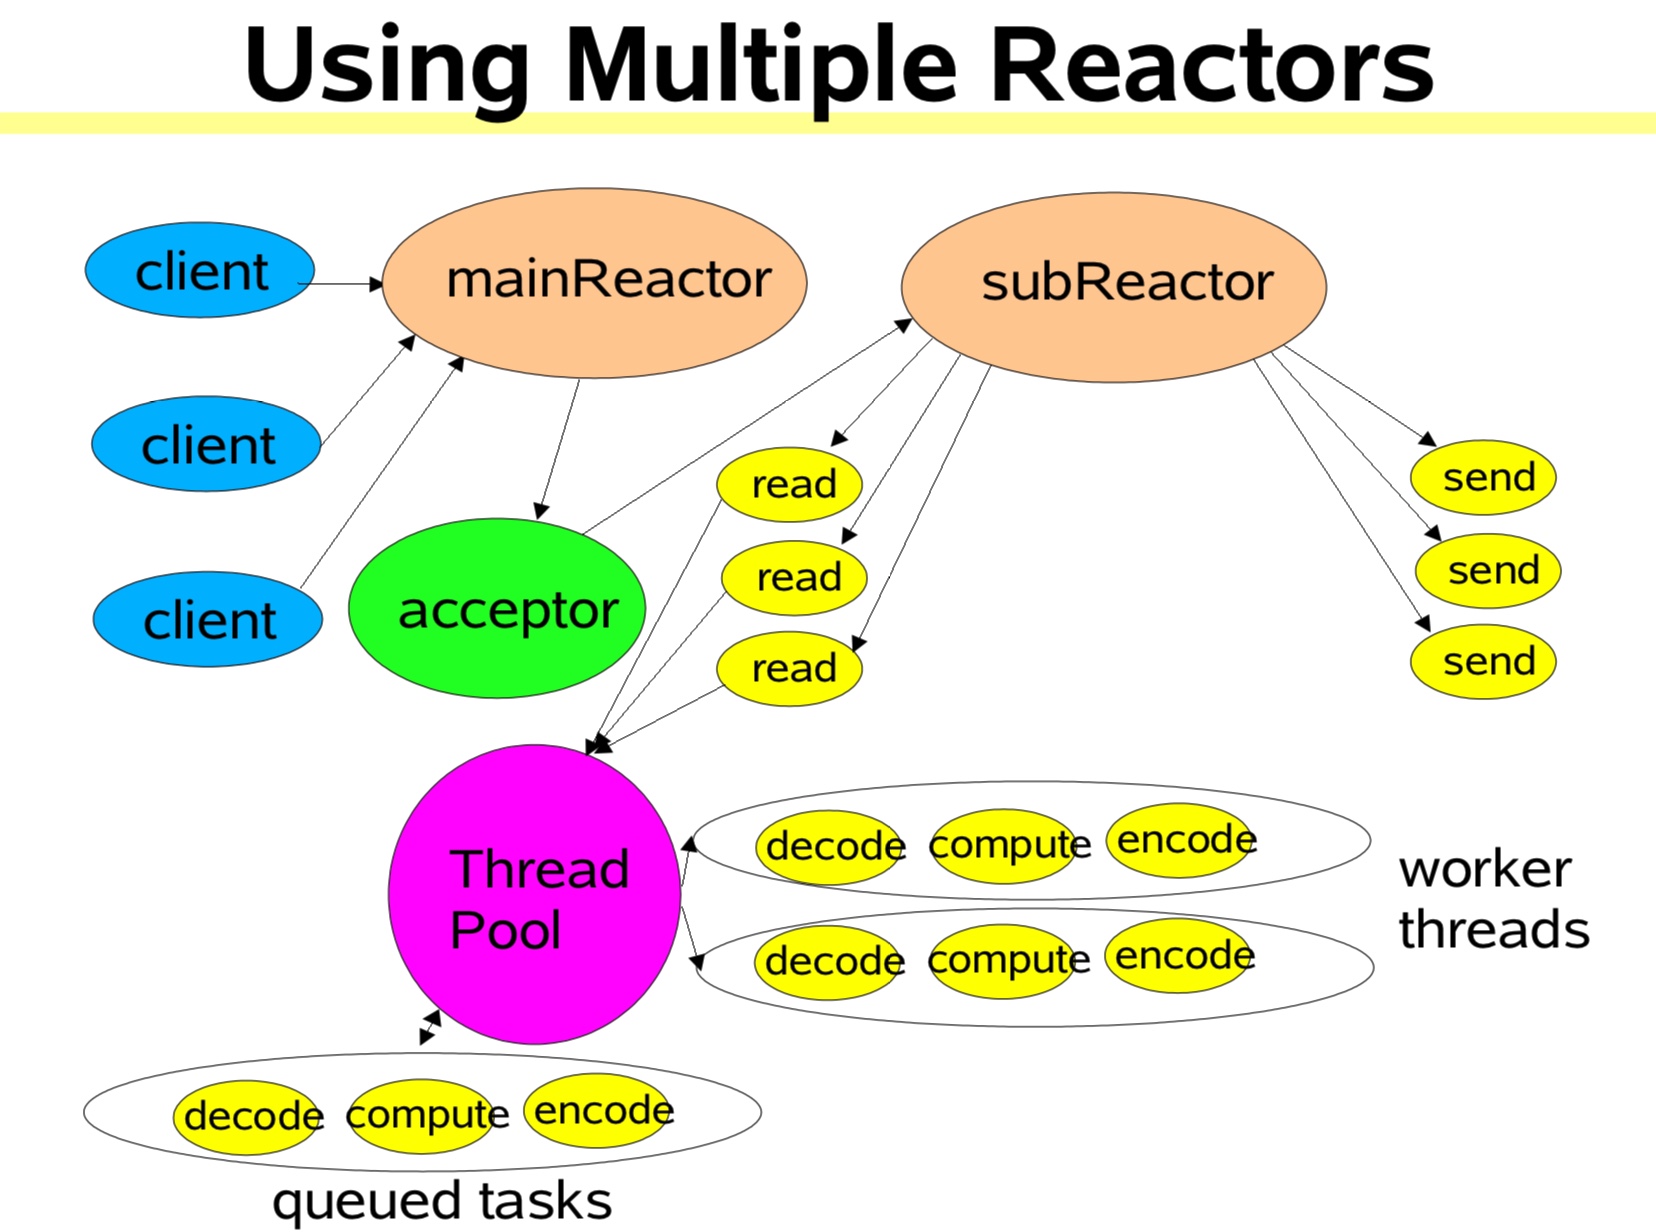 Using Multiple Reactors
client
mainReactor
subReactor
client
client
acceptor
read
read
read
send
send
send
Thread
Pool
decode compute encode
decode compute encode
worker
threads
decode compute encode
queued tasks